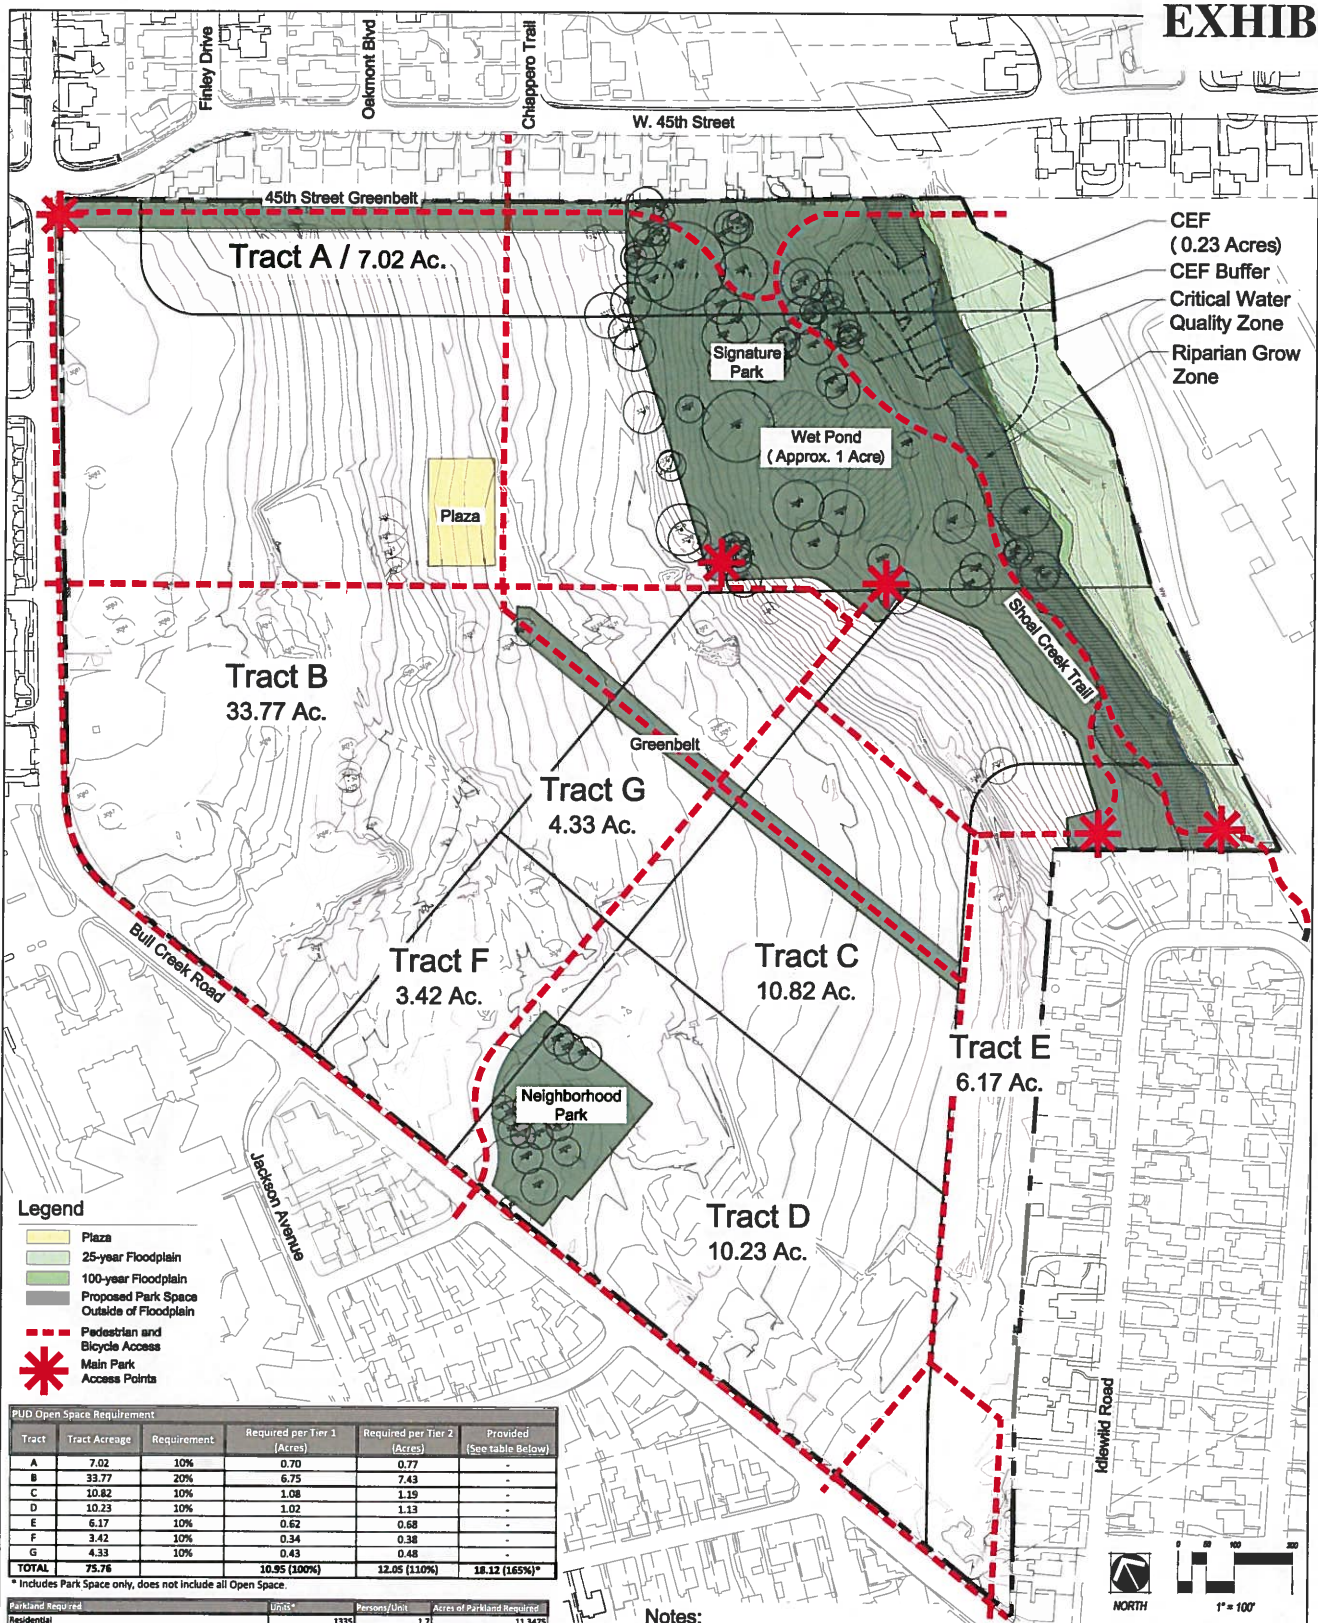 EXHIB
Finley Drive
Oakmont Blvd
Chiappero Trail
W. 45th Street
45th Street Greenbelt
Tract A / 7.02 Ac.
CEF
( 0.23 Acres)
CEF Buffer
Critical Water
Quality Zone
Riparian Grow
Zone
Signature
Park
Wet Pond
( Approx. 1 Acre)
Plaza
Shoal Creek Trail
Tract B
33.77 Ac.
Greenbelt
Tract G
4.33 Ac.
Tract F
3.42 Ac.
Tract C
10.82 Ac.
Bull Creek Road
Tract E
6.17 Ac.
Neighborhood
Park
Jackson Avenue
Tract D
10.23 Ac.
Idlewild Road
Legend
Plaza
25-year Floodplain
100-year Floodplain
Proposed Park Space
Outside of Floodplain
Pedestrian and
Bicycle Access
Main Park
Access Points
PUD Open Space Requirement
Tract Tract Acreage Requirement Required per Tier 1 (Acres) Required per Tier 2 (Acres) Provided (See table Below)
A 7.02 10% 0.70 0.77 -
B 33.77 20% 6.75 7.43 -
C 10.82 10% 1.08 1.19 -
D 10.23 10% 1.02 1.13 -
E 6.17 10% 0.62 0.68 -
F 3.42 10% 0.34 0.38 -
G 4.33 10% 0.43 0.48 -
TOTAL 75.76 10.95 (100%) 12.05 (110%) 18.12 (165%)*
* Includes Park Space only, does not include all Open Space.
Parkland Required Units* Persons/Unit Acres of Parkland Required
Residential 1335 1.7 11.3475
Notes:
NORTH
0 50 100 200
1" = 100'